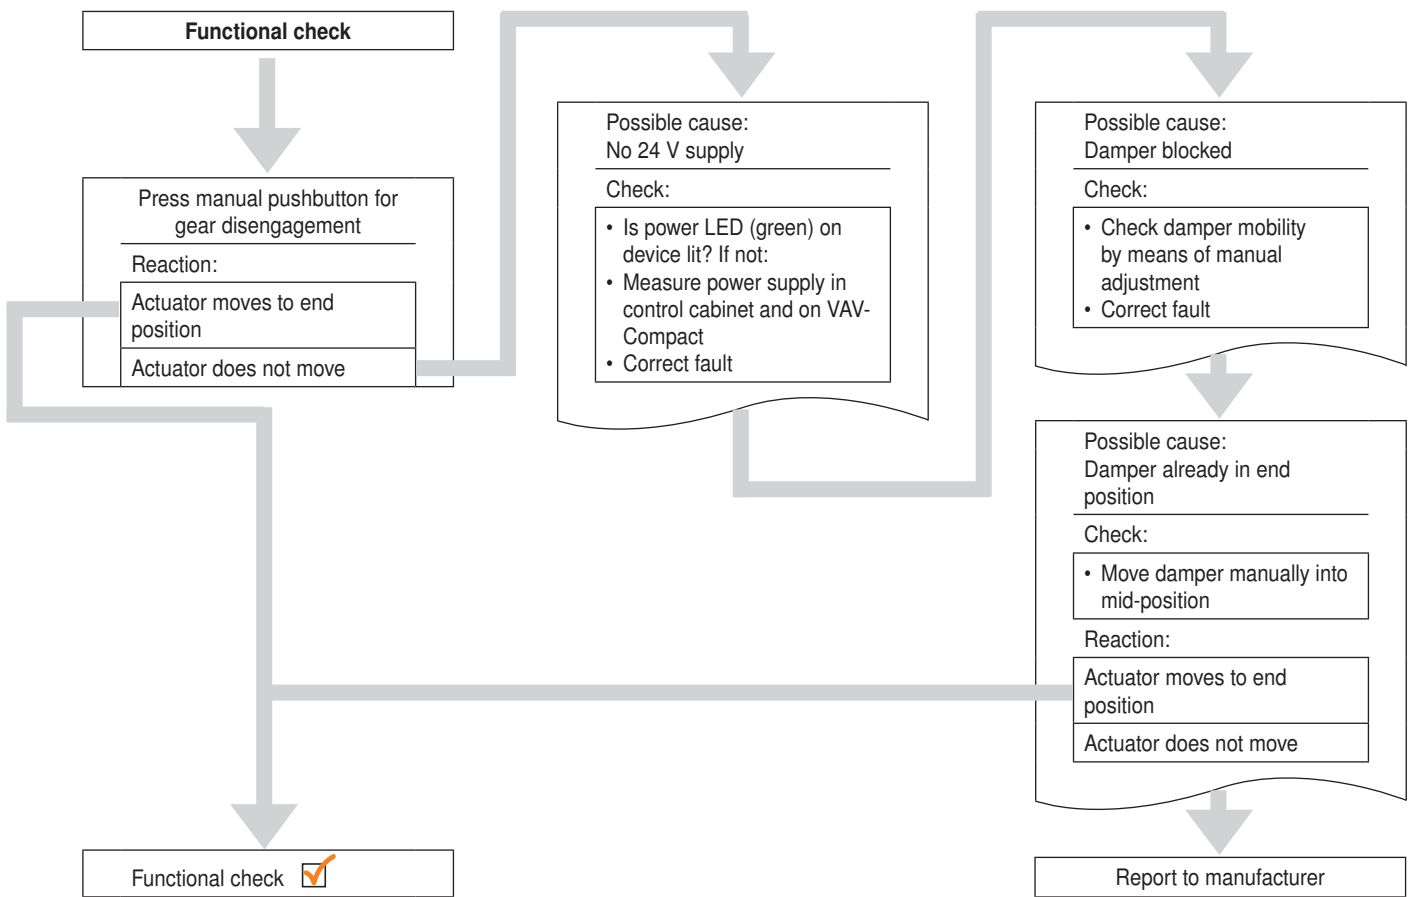 Functional check
Press manual pushbutton for
gear disengagement
Reaction:
Actuator moves to end
position
Actuator does not move
Possible cause:
No 24 V supply
Check:
• Is power LED (green) on
device lit? If not:
• Measure power supply in
control cabinet and on VAV-
Compact
• Correct fault
Possible cause:
Damper blocked
Check:
• Check damper mobility
by means of manual
adjustment
• Correct fault
Possible cause:
Damper already in end
position
Check:
• Move damper manually into
mid-position
Reaction:
Actuator moves to end
position
Actuator does not move
Functional check
Report to manufacturer